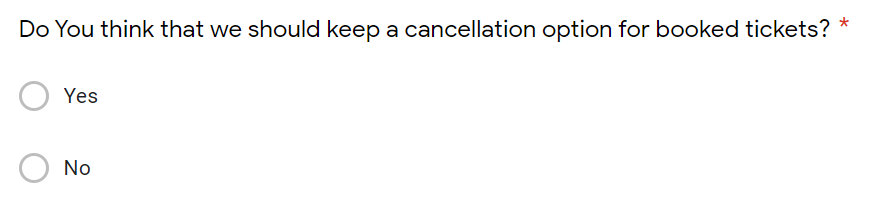 Do You think that we should keep a cancellation option for booked tickets? *
Yes
No